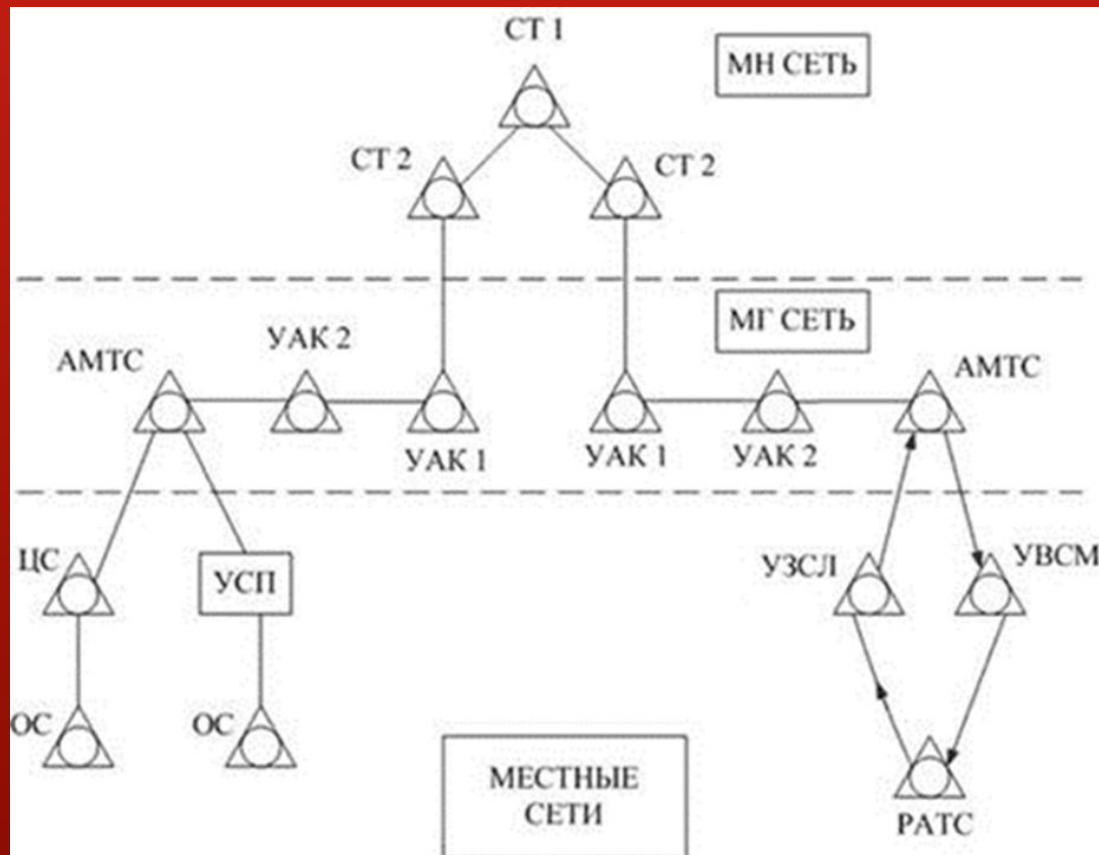 СТ 1
МН СЕТЬ
СТ 2
СТ 2
МГ СЕТЬ
УАК 2
АМТС
АМТС
УАК 1
УАК 1
УАК 2
ЦС
УСП
УЗСЛ
УВСМ
ОС
ОС
МЕСТНЫЕ
СЕТИ
РАТС